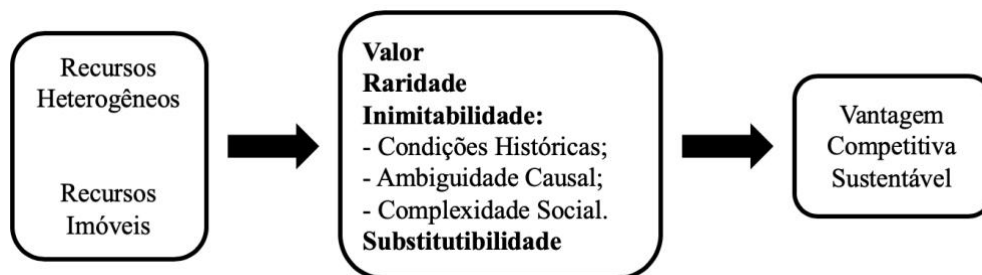 Recursos
Heterogêneos
Recursos
Imóveis
Valor
Raridade
Inimitabilidade:
- Condições Históricas;
- Ambiguidade Causal;
- Complexidade Social.
Substitutibilidade
Vantagem
Competitiva
Sustentável